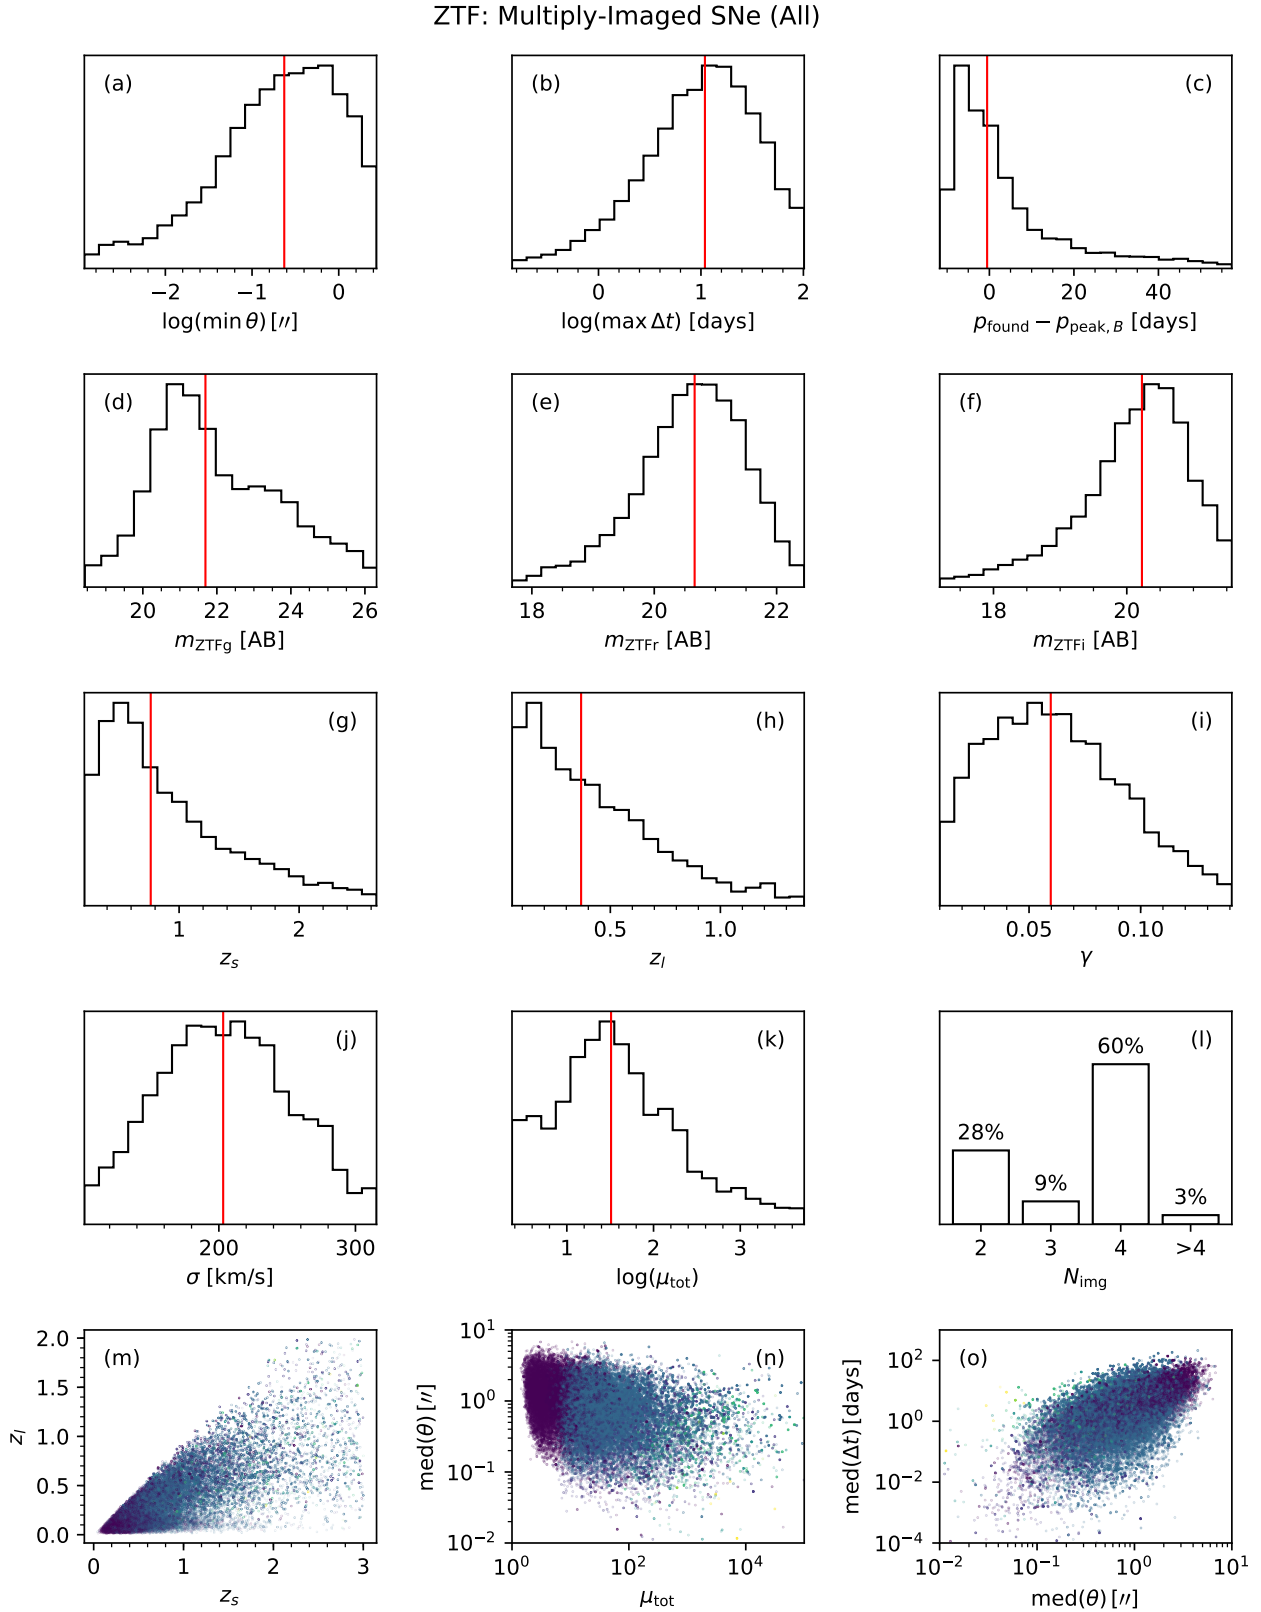 ZTF: Multiply-Imaged SNe (All)
(a)
−2 −1 0
log(min θ) [″]
(b)
0 1 2
log(max Δt) [days]
(c)
0 20 40
p_found − p_peak, B [days]
(d)
20 22 24 26
m_ZTFg [AB]
(e)
18 20 22
m_ZTFr [AB]
(f)
18 20
m_ZTFi [AB]
(g)
1 2
z_s
(h)
0.5 1.0
z_l
(i)
0.05 0.10
γ
(j)
200 300
σ [km/s]
(k)
1 2 3
log(μ_tot)
(l)
28% 9% 60% 3%
2 3 4 >4
N_img
(m)
2.0
1.5
1.0
0.5
0.0
z_l
0 1 2 3
z_s
(n)
10^1
10^0
10^−1
10^−2
med(θ) [″]
10^0 10^2 10^4
μ_tot
(o)
10^2
10^0
10^−2
10^−4
med(Δt) [days]
10^−2 10^−1 10^0 10^1
med(θ) [″]